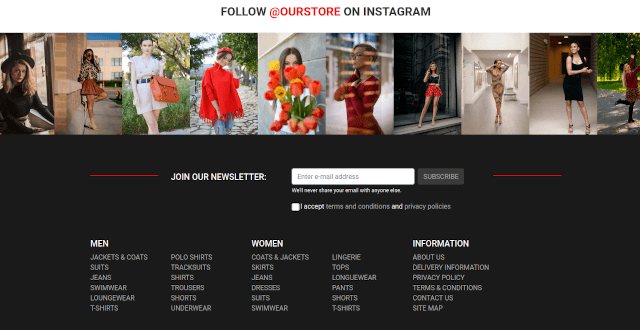 FOLLOW @OURSTORE ON INSTAGRAM
JOIN OUR NEWSLETTER:
Enter e-mail address
SUBSCRIBE
We'll never share your email with anyone else.
I accept terms and conditions and privacy policies
MEN
JACKETS & COATS
SUITS
JEANS
SWIMWEAR
LOUNGEWEAR
T-SHIRTS
POLO SHIRTS
TRACKSUITS
SHIRTS
TROUSERS
SHORTS
UNDERWEAR
WOMEN
COATS & JACKETS
SKIRTS
JEANS
DRESSES
SUITS
SWIMWEAR
LINGERIE
TOPS
LONGUEWEAR
PANTS
SHORTS
T-SHIRTS
INFORMATION
ABOUT US
DELIVERY INFORMATION
PRIVACY POLICY
TERMS & CONDITIONS
CONTACT US
SITE MAP